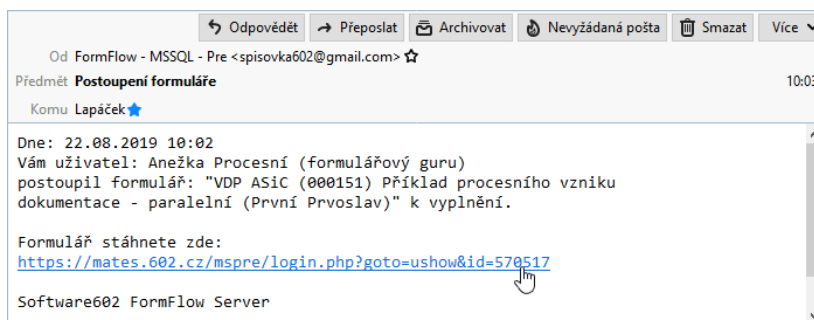 Odpovědět Přeposlat Archivovat Nevyžádaná pošta Smazat Více
Od FormFlow - MSSQL - Pre <spisovka602@gmail.com>
Předmět Postoupení formuláře 10:03
Komu Lapáček
Dne: 22.08.2019 10:02
Vám uživatel: Anežka Procesní (formulářový guru)
postoupil formulář: "VDP ASiC (000151) Příklad procesního vzniku
dokumentace - paralelní (První Prvoslav)" k vyplnění.
Formulář stáhnete zde:
https://mates.602.cz/mspre/login.php?goto=ushow&id=570517
Software602 FormFlow Server